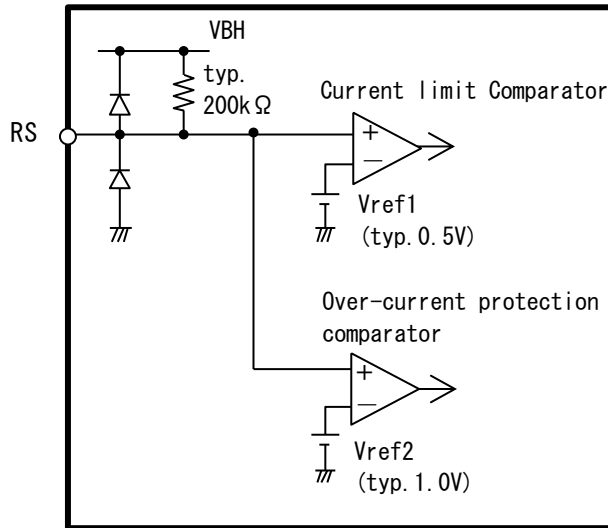 VBH
typ.
200kΩ
Current limit Comparator
RS
+
−
Vref1
(typ.0.5V)
Over-current protection
comparator
+
−
Vref2
(typ.1.0V)